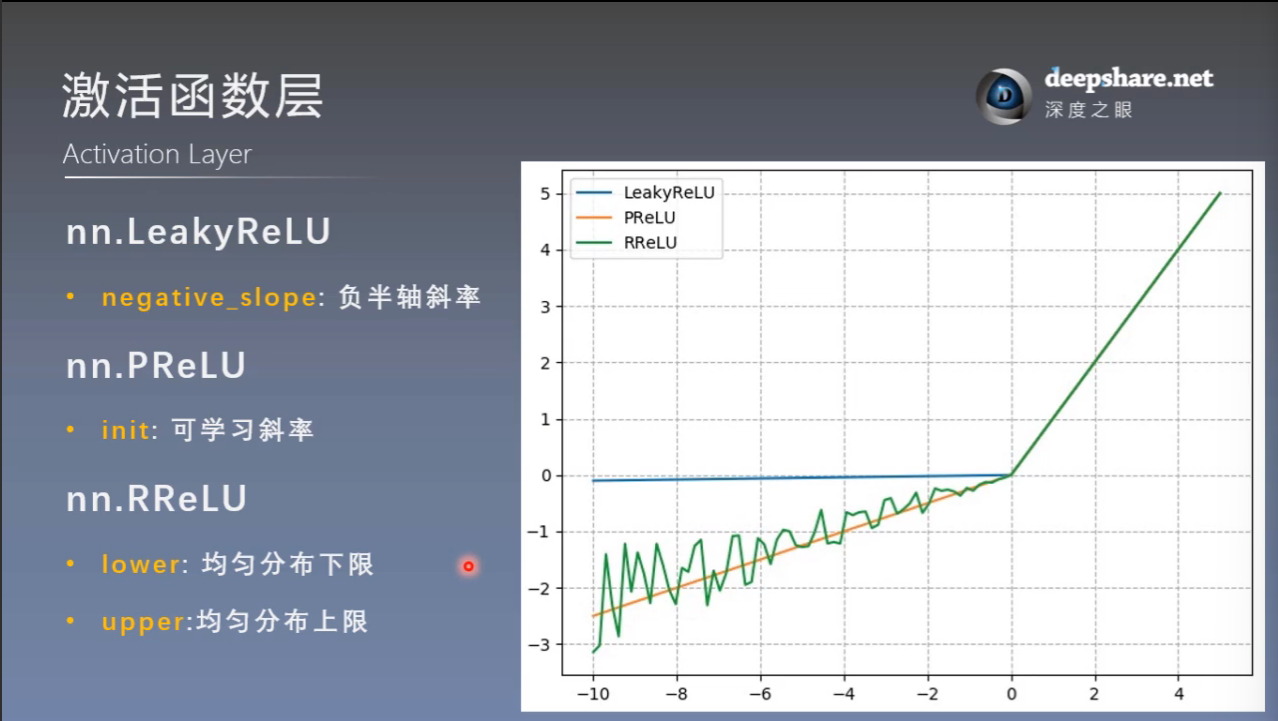 激活函数层
Activation Layer
deepshare.net
深度之眼
nn.LeakyReLU
• negative_slope: 负半轴斜率
nn.PReLU
• init: 可学习斜率
nn.RReLU
• lower: 均匀分布下限
• upper:均匀分布上限
LeakyReLU
PReLU
RReLU
5
4
3
2
1
0
−1
−2
−3
−10 −8 −6 −4 −2 0 2 4